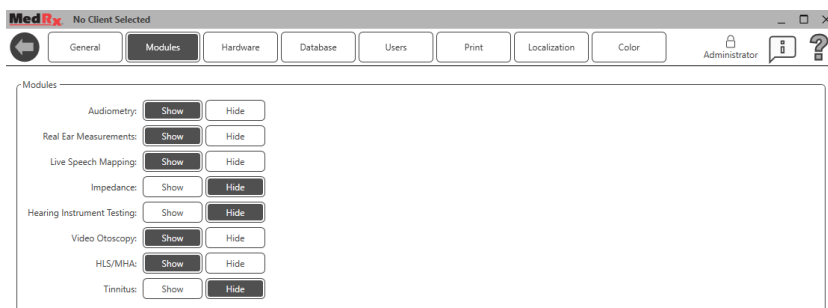 MedRx No Client Selected
General Modules Hardware Database Users Print Localization Color Administrator i ?
Modules
Audiometry: Show Hide
Real Ear Measurements: Show Hide
Live Speech Mapping: Show Hide
Impedance: Show Hide
Hearing Instrument Testing: Show Hide
Video Otoscopy: Show Hide
HLS/MHA: Show Hide
Tinnitus: Show Hide